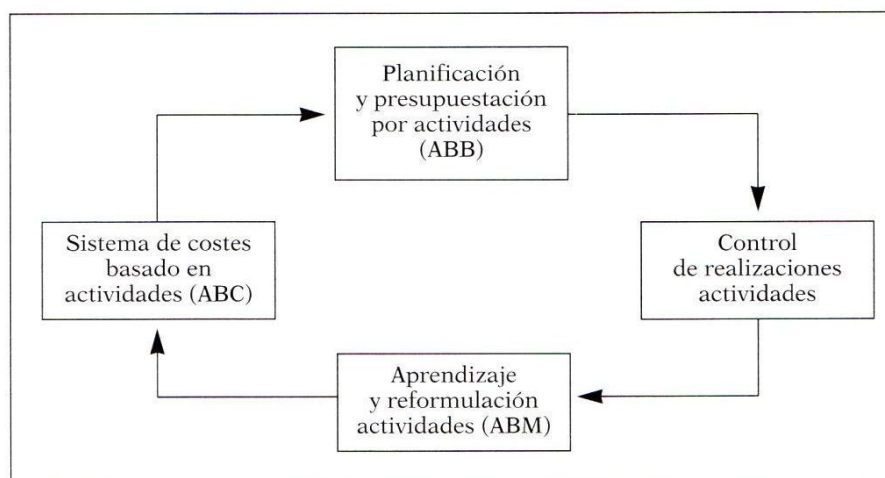 Planificación
y presupuestación
por actividades
(ABB)
Sistema de costes
basado en
actividades (ABC)
Control
de realizaciones
actividades
Aprendizaje
y reformulación
actividades (ABM)